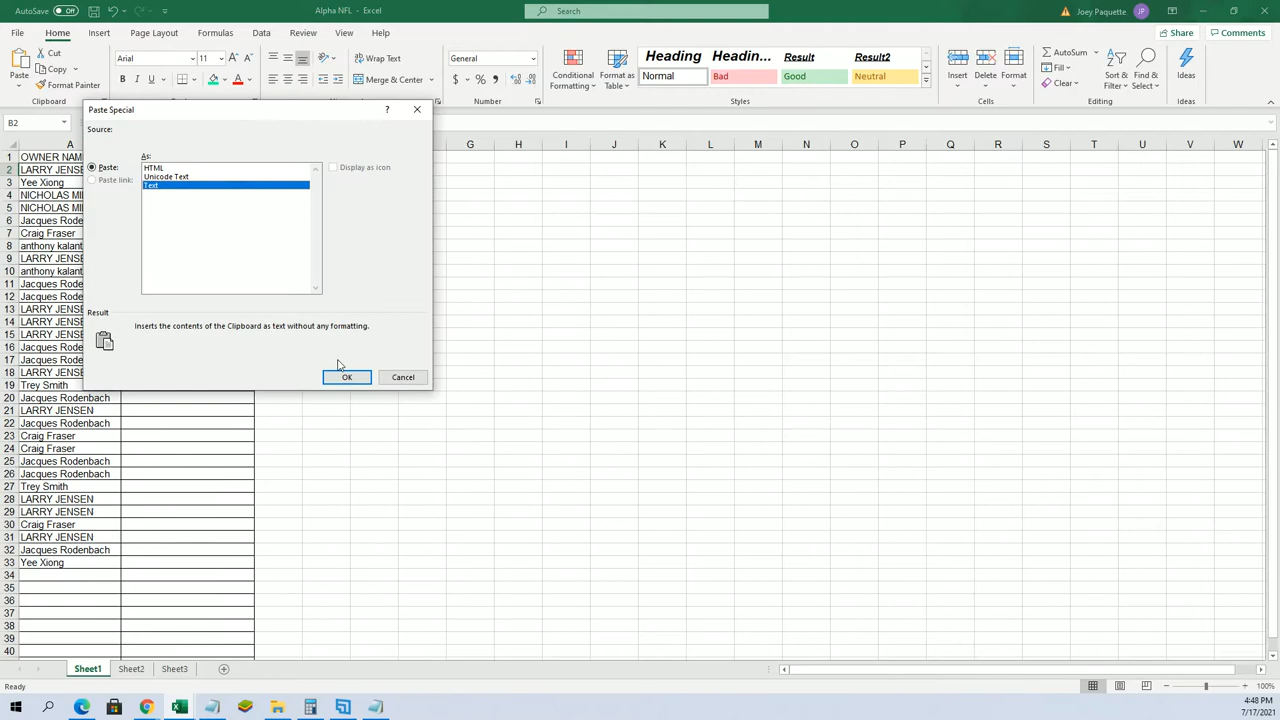 AutoSave Off
Alpha NFL - Excel
Search
Joey Paquette
JP
File Home Insert Page Layout Formulas Data Review View Help
Share Comments
Paste
Cut
Copy
Format Painter
Clipboard
Arial 11
B I U
Wrap Text
Merge & Center
General
$ % ,
Number
Conditional Formatting
Format as Table
Heading Headin... Result Result2
Normal Bad Good Neutral
Styles
Insert Delete Format
Cells
AutoSum
Fill
Clear
Sort & Filter
Find & Select
Editing
Ideas
Ideas
B2
Paste Special
?
Source:
As:
Paste:
Paste link:
HTML
Unicode Text
Text
Display as icon
Result
Inserts the contents of the Clipboard as text without any formatting.
OK Cancel
A G H I J K L M N O P Q R S T U V W
1 OWNER NAM
2 LARRY JENSE
3 Yee Xiong
4 NICHOLAS MI
5 NICHOLAS MI
6 Jacques Rode
7 Craig Fraser
8 anthony kalant
9 LARRY JENSE
10 anthony kalant
11 Jacques Rode
12 Jacques Rode
13 LARRY JENSE
14 LARRY JENSE
15 LARRY JENSE
16 Jacques Rode
17 Jacques Rode
18 LARRY JENSE
19 Trey Smith
20 Jacques Rodenbach
21 LARRY JENSEN
22 Jacques Rodenbach
23 Craig Fraser
24 Craig Fraser
25 Jacques Rodenbach
26 Jacques Rodenbach
27 Trey Smith
28 LARRY JENSEN
29 LARRY JENSEN
30 Craig Fraser
31 LARRY JENSEN
32 Jacques Rodenbach
33 Yee Xiong
34
35
36
37
38
39
40
Sheet1 Sheet2 Sheet3
Ready
100%
4:48 PM
7/17/2021